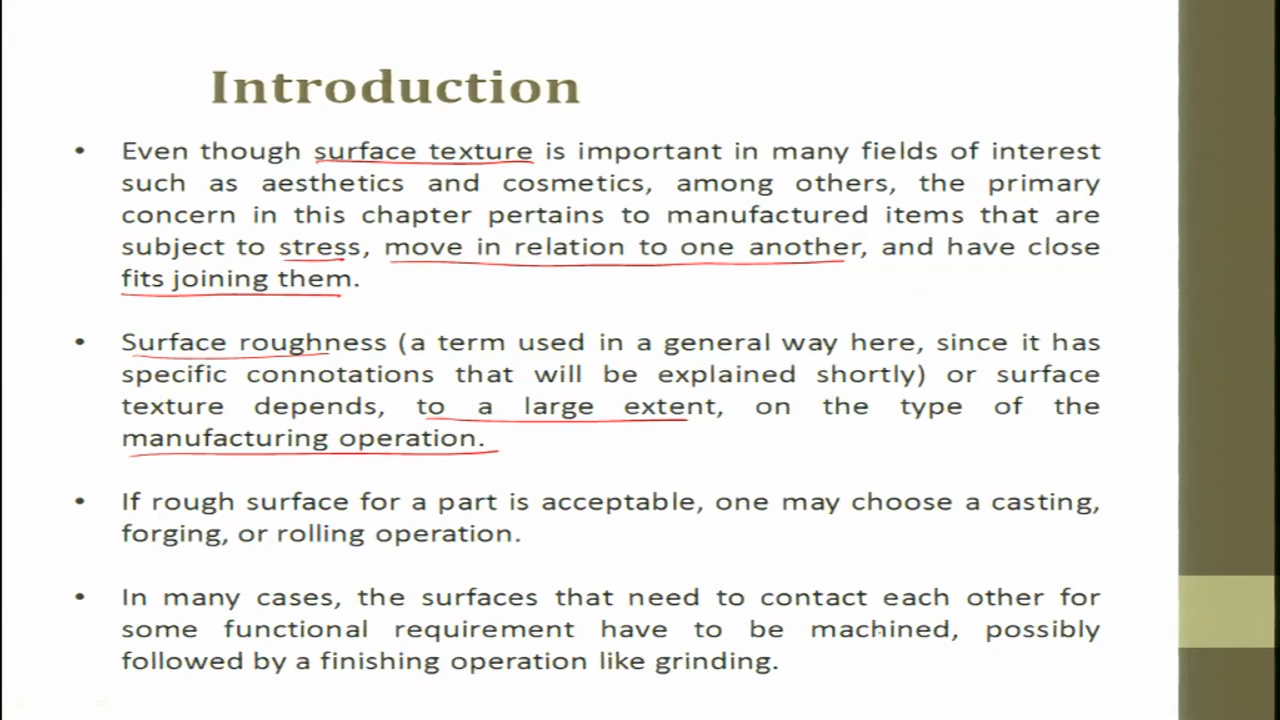 Introduction
• Even though surface texture is important in many fields of interest
such as aesthetics and cosmetics, among others, the primary
concern in this chapter pertains to manufactured items that are
subject to stress, move in relation to one another, and have close
fits joining them.
• Surface roughness (a term used in a general way here, since it has
specific connotations that will be explained shortly) or surface
texture depends, to a large extent, on the type of the
manufacturing operation.
• If rough surface for a part is acceptable, one may choose a casting,
forging, or rolling operation.
• In many cases, the surfaces that need to contact each other for
some functional requirement have to be machined, possibly
followed by a finishing operation like grinding.